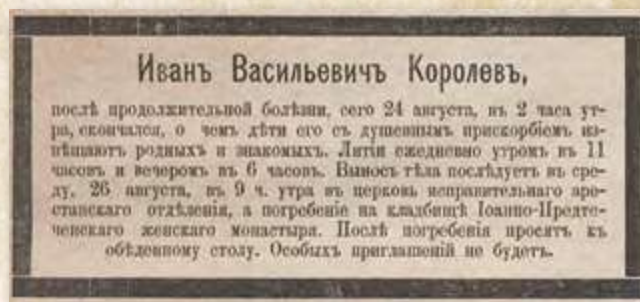 Иванъ Васильевичъ Королевъ,
послѣ продолжительной болѣзни, сего 24 августа, въ 2 часа ут-
ра, скончался, о чемъ дѣти его съ душевнымъ прискорбіемъ из-
вѣщаютъ родныхъ и знакомыхъ. Литіи ежедневно утромъ въ 11
часовъ и вечеромъ въ 6 часовъ. Выносъ тѣла послѣдуетъ въ сре-
ду, 26 августа, въ 9 ч. утра въ церковь исправительнаго аре-
стантскаго отдѣленія, а погребеніе на кладбищѣ Іоанно-Предте-
ченскаго женскаго монастыря. Послѣ погребенія просятъ къ
обѣденному столу. Особыхъ приглашеній не будетъ.